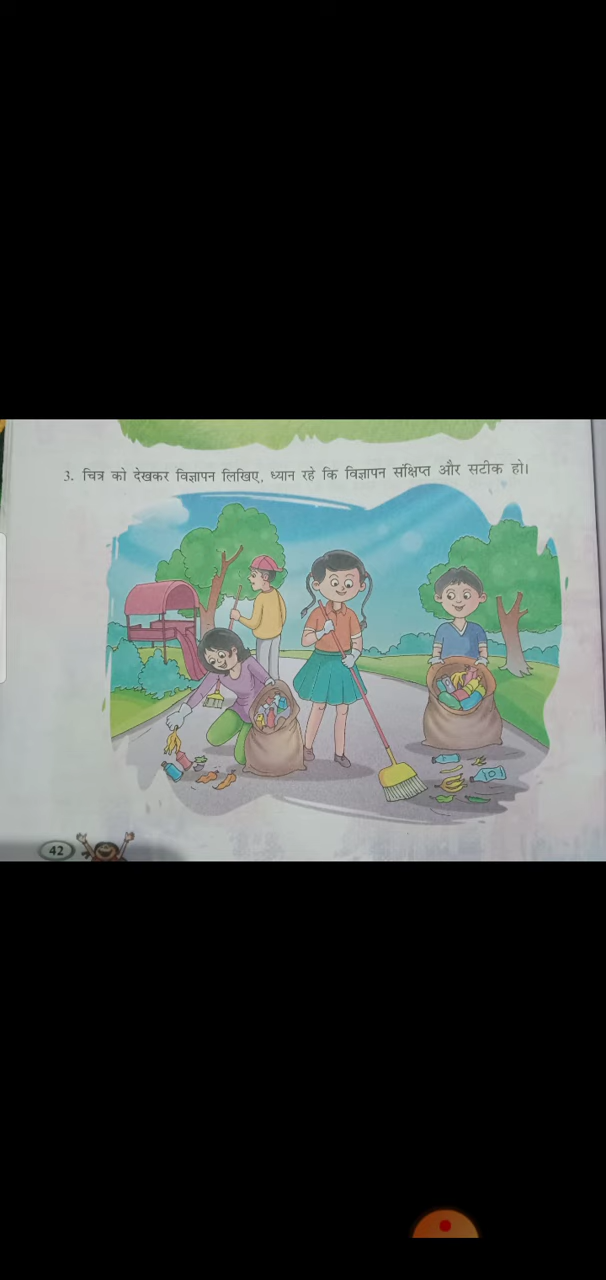 3. चित्र को देखकर विज्ञापन लिखिए, ध्यान रहे कि विज्ञापन संक्षिप्त और सटीक हो।
42